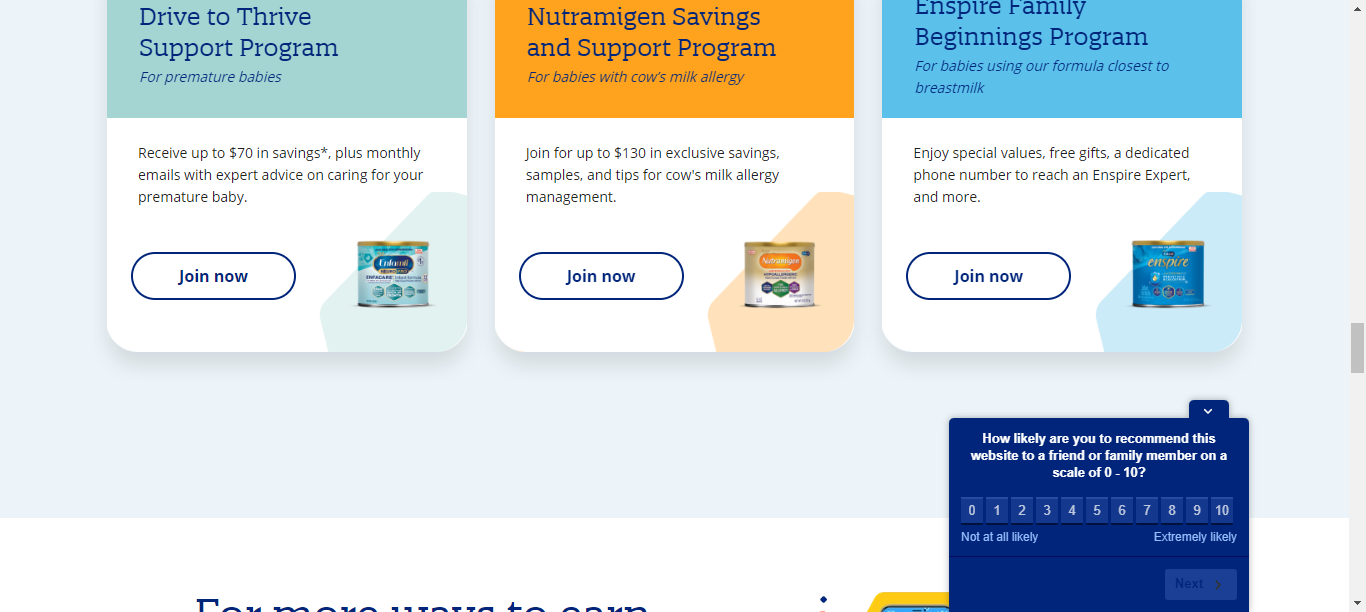 Drive to Thrive
Support Program
For premature babies
Receive up to $70 in savings*, plus monthly
emails with expert advice on caring for your
premature baby.
Join now
Enfamil
ENFACARE
Nutramigen Savings
and Support Program
For babies with cow's milk allergy
Join for up to $130 in exclusive savings,
samples, and tips for cow's milk allergy
management.
Join now
Nutramigen
HYPOALLERGENIC
Enspire Family
Beginnings Program
For babies using our formula closest to
breastmilk
Enjoy special values, free gifts, a dedicated
phone number to reach an Enspire Expert,
and more.
Join now
enspire
How likely are you to recommend this
website to a friend or family member on a
scale of 0 - 10?
0 1 2 3 4 5 6 7 8 9 10
Not at all likely Extremely likely
Next
For more ways to earn